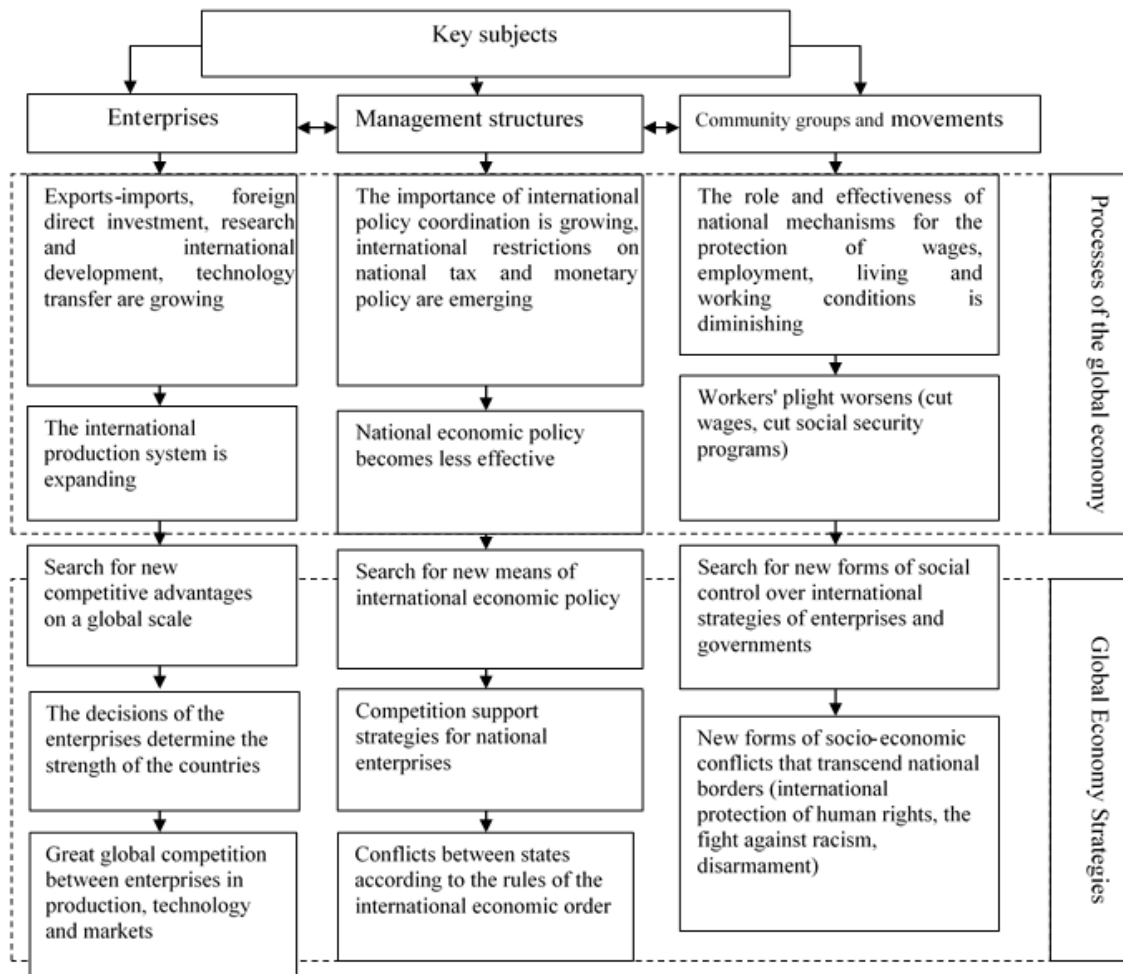 Key subjects
Enterprises
Management structures
Community groups and movements
Exports-imports, foreign
direct investment, research
and international
development, technology
transfer are growing
The importance of international
policy coordination is growing,
international restrictions on
national tax and monetary
policy are emerging
The role and effectiveness of
national mechanisms for the
protection of wages,
employment, living and
working conditions is
diminishing
Processes of the global economy
The international
production system is
expanding
National economic policy
becomes less effective
Workers' plight worsens (cut
wages, cut social security
programs)
Search for new
competitive advantages
on a global scale
Search for new means of
international economic policy
Search for new forms of social
control over international
strategies of enterprises and
governments
Global Economy Strategies
The decisions of the
enterprises determine the
strength of the countries
Competition support
strategies for national
enterprises
New forms of socio-economic
conflicts that transcend national
borders (international
protection of human rights, the
fight against racism,
disarmament)
Great global competition
between enterprises in
production, technology
and markets
Conflicts between states
according to the rules of the
international economic order